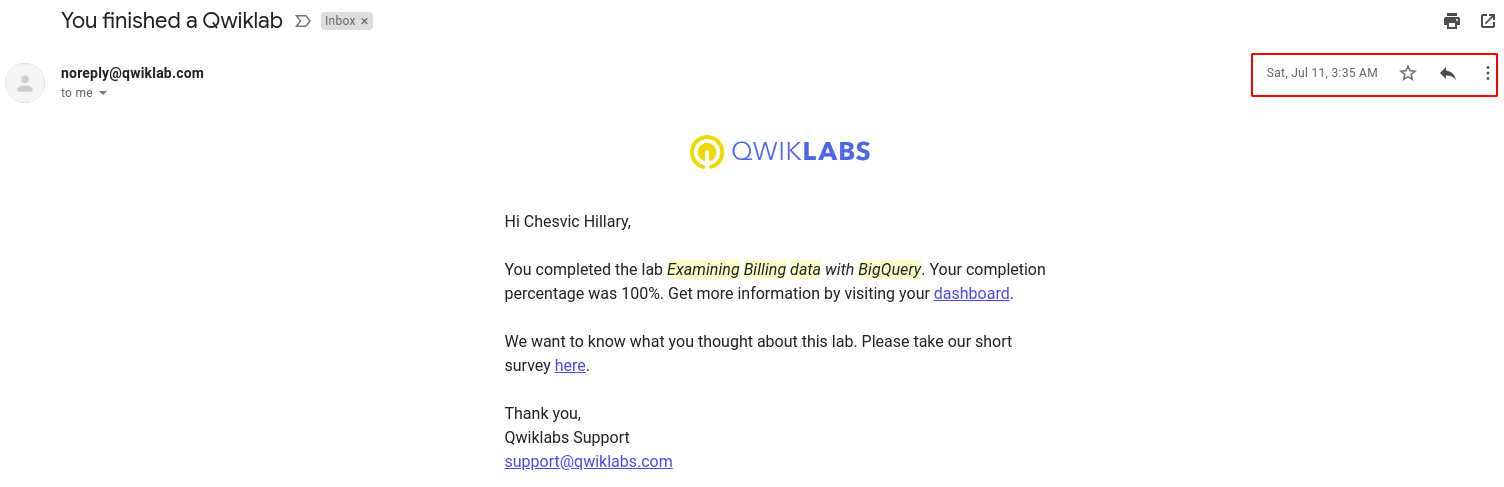 You finished a Qwiklab Inbox ×
noreply@qwiklab.com
Sat, Jul 11, 3:35 AM
to me
QWIKLABS
Hi Chesvic Hillary,
You completed the lab Examining Billing data with BigQuery. Your completion
percentage was 100%. Get more information by visiting your dashboard.
We want to know what you thought about this lab. Please take our short
survey here.
Thank you,
Qwiklabs Support
support@qwiklabs.com